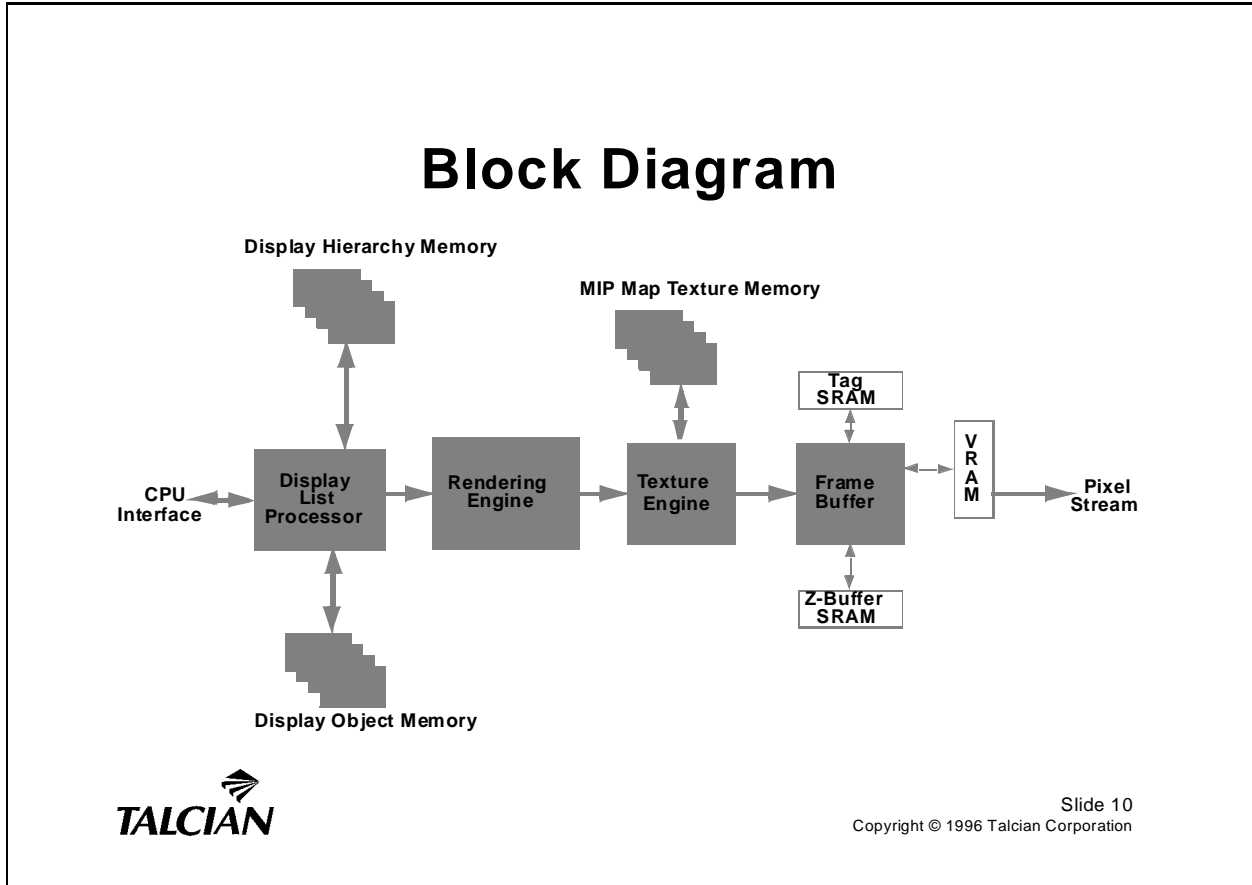 Block Diagram
Display Hierarchy Memory
MIP Map Texture Memory
Tag
SRAM
V
R
A
M
Display
List
Processor
Rendering
Engine
Texture
Engine
Frame
Buffer
CPU
Interface
Pixel
Stream
Z-Buffer
SRAM
Display Object Memory
TALCIAN
Slide 10
Copyright © 1996 Talcian Corporation